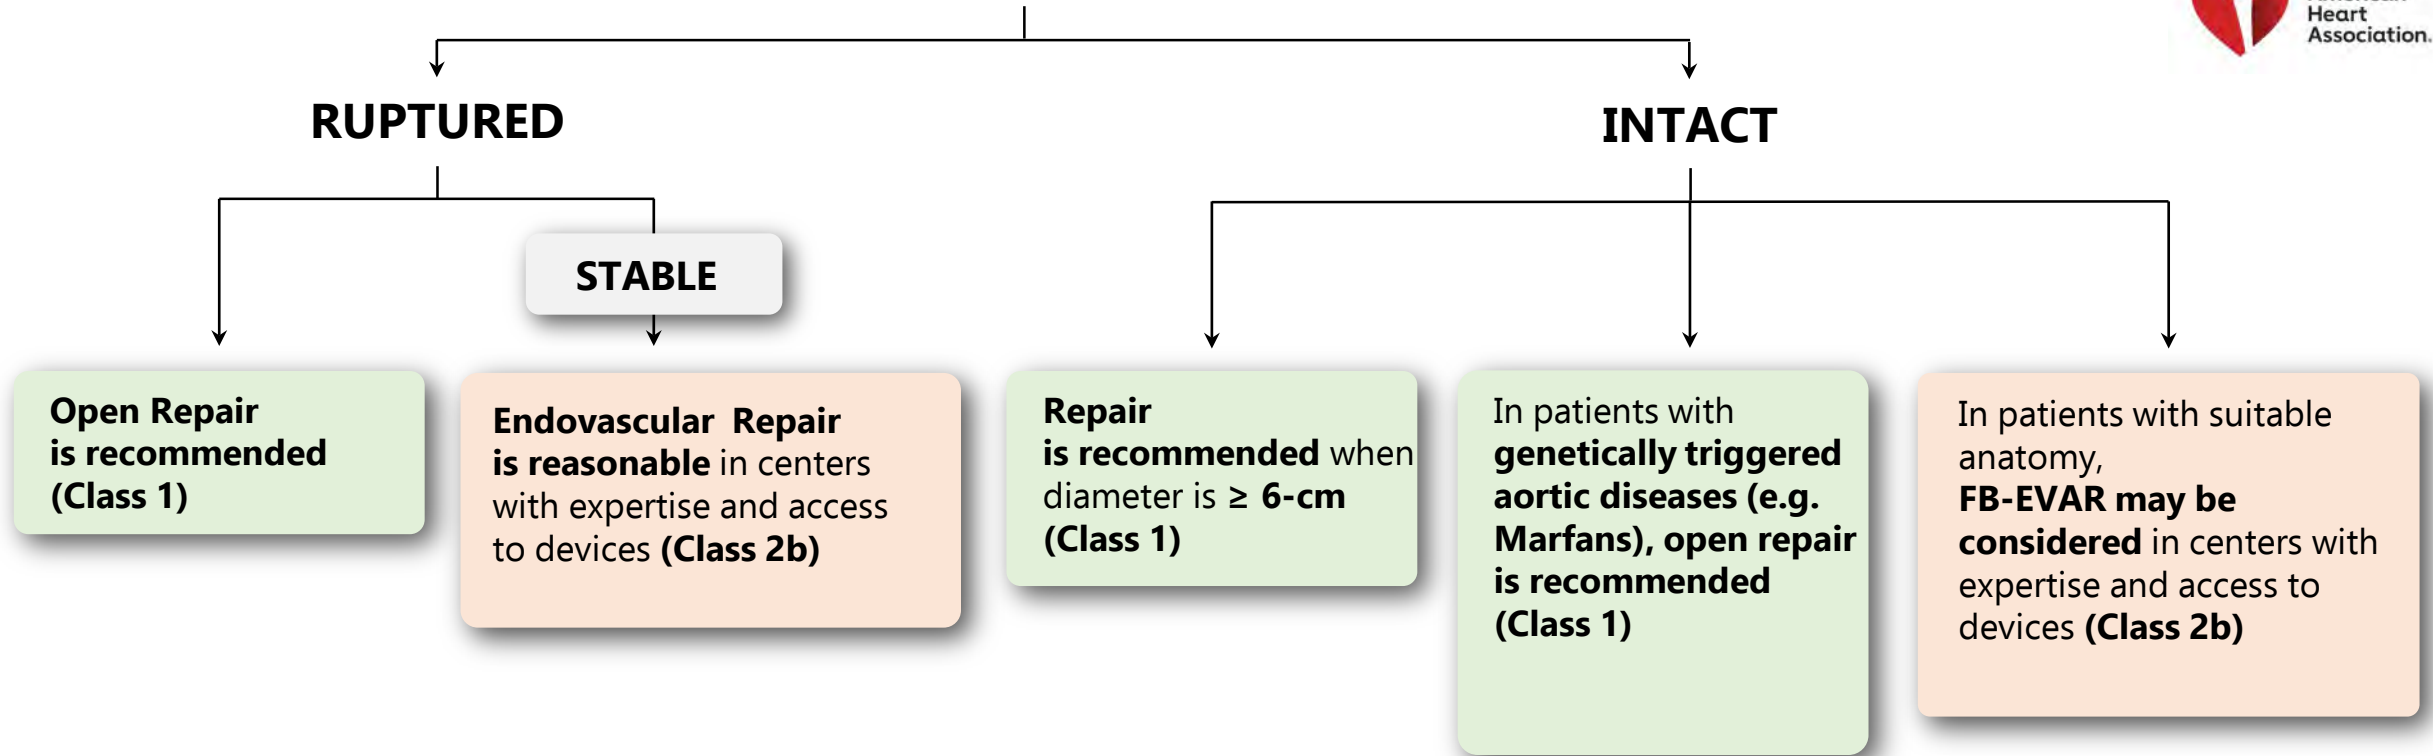 Heart
Association.
RUPTURED
INTACT
STABLE
Open Repair
is recommended
(Class 1)
Endovascular  Repair
is reasonable in centers
with expertise and access
to devices (Class 2b)
Repair
is recommended when
diameter is ≥ 6-cm
(Class 1)
In patients with
genetically triggered
aortic diseases (e.g.
Marfans), open repair
is recommended
(Class 1)
In patients with suitable
anatomy,
FB-EVAR may be
considered in centers with
expertise and access to
devices (Class 2b)